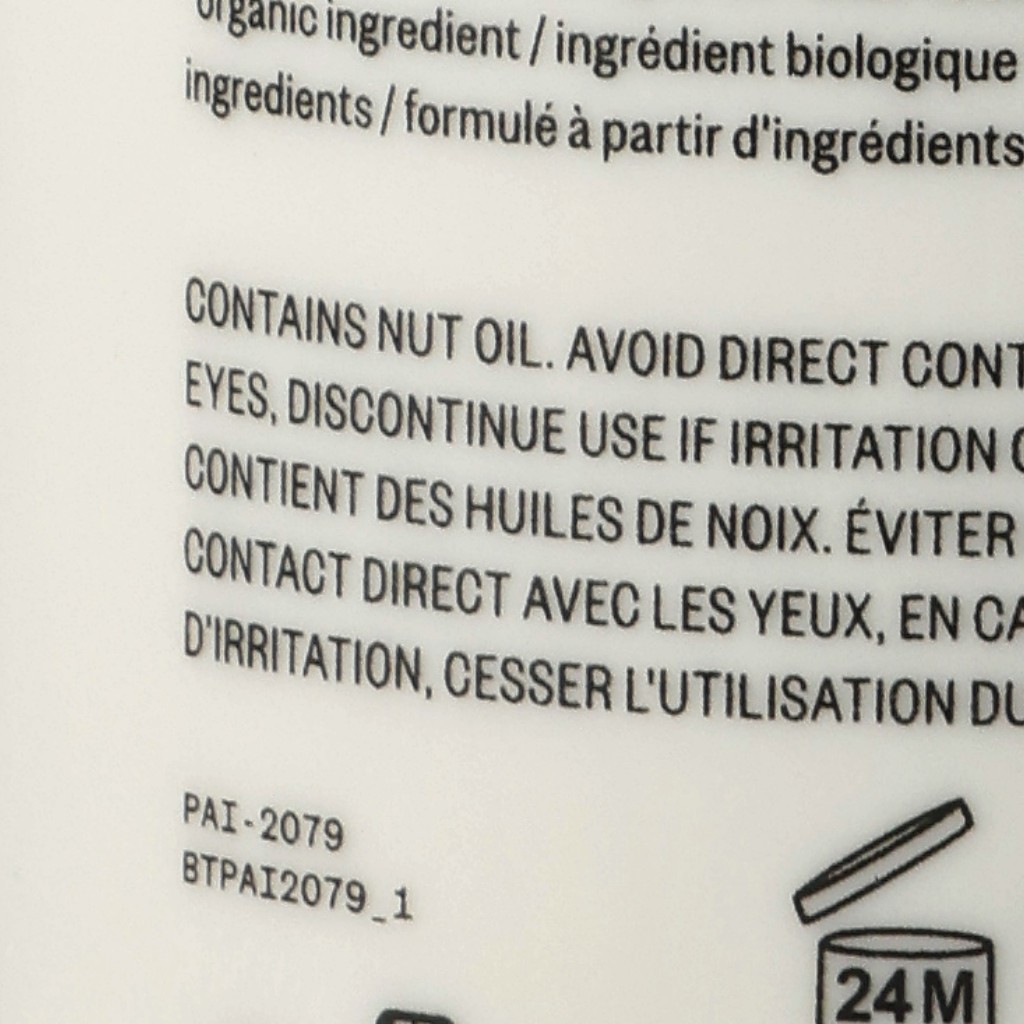 organic ingredient / ingrédient biologique
ingredients / formulé à partir d'ingrédients
CONTAINS NUT OIL. AVOID DIRECT CONT
EYES, DISCONTINUE USE IF IRRITATION
CONTIENT DES HUILES DE NOIX. ÉVITER
CONTACT DIRECT AVEC LES YEUX, EN CA
D'IRRITATION, CESSER L'UTILISATION DU
PAI-2079
BTPAI2079_1
24 M